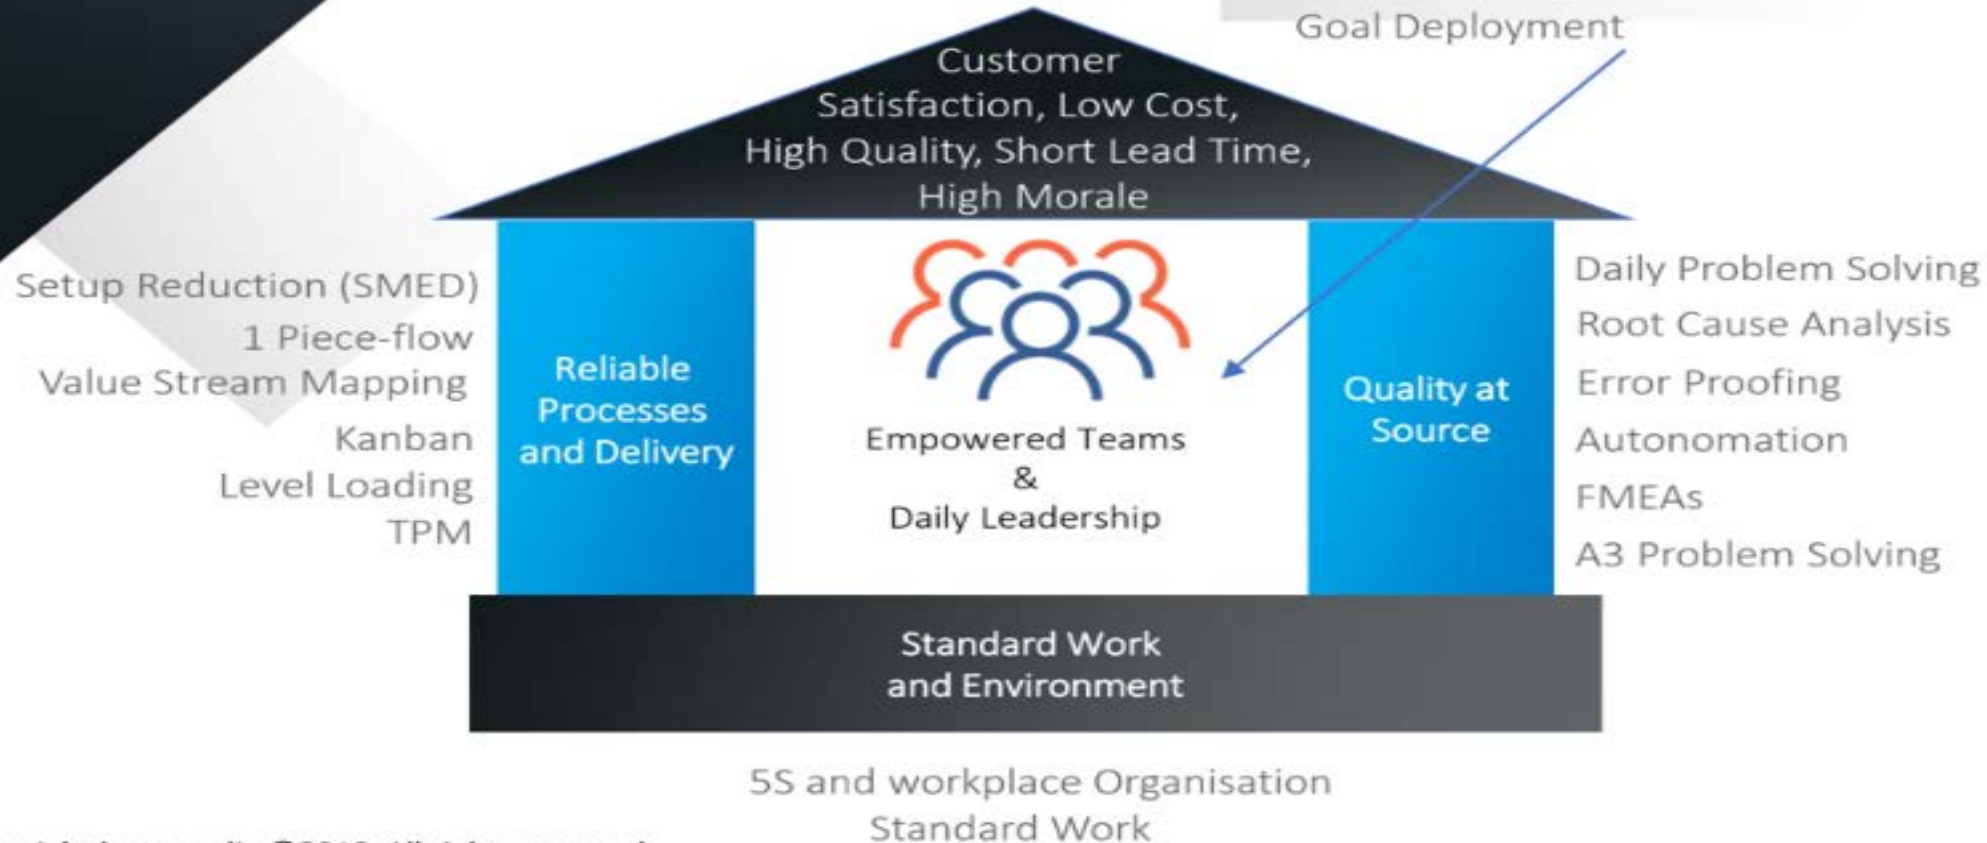 Goal Deployment
Customer
Satisfaction, Low Cost,
High Quality, Short Lead Time,
High Morale
Setup Reduction (SMED)
1 Piece-flow
Value Stream Mapping
Kanban
Level Loading
TPM
Reliable
Processes
and Delivery
Empowered Teams
&
Daily Leadership
Quality at
Source
Daily Problem Solving
Root Cause Analysis
Error Proofing
Autonomation
FMEAs
A3 Problem Solving
Standard Work
and Environment
5S and workplace Organisation
Standard Work